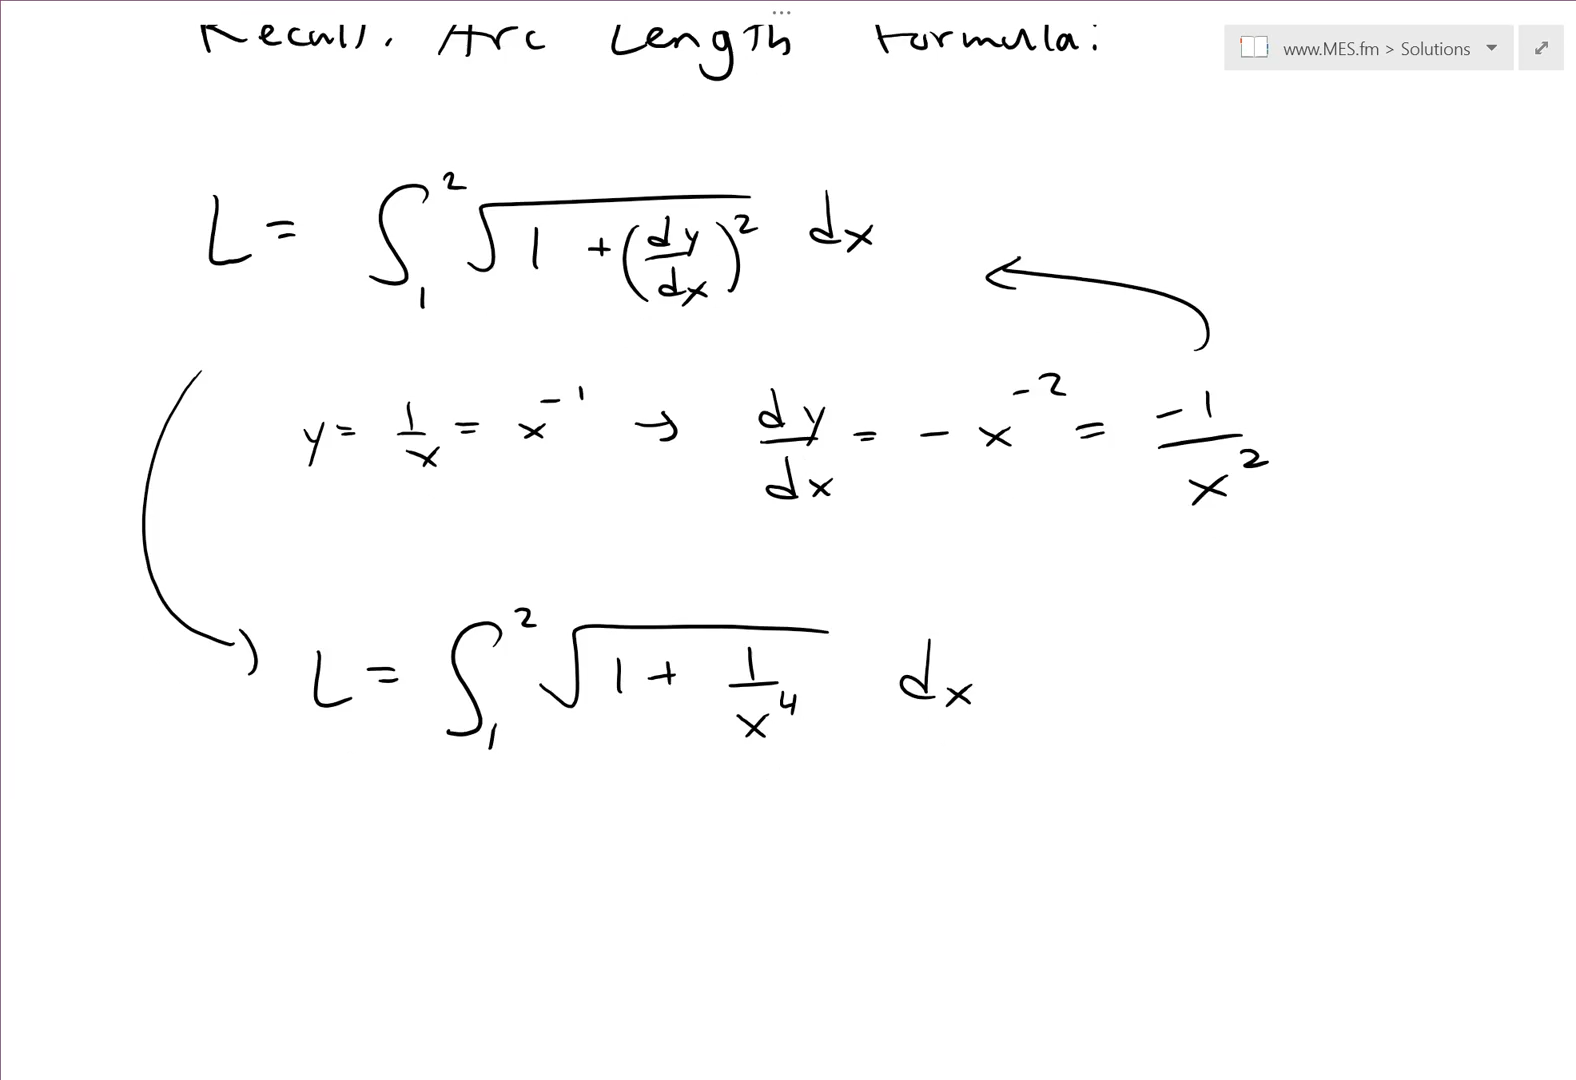 Recall. Arc Length Formula:
www.MES.fm > Solutions
L = ∫₁² √(1 + (dy/dx)²) dx
y = 1/x = x⁻¹ → dy/dx = - x⁻² = -1/x²
L = ∫₁² √(1 + 1/x⁴) dx